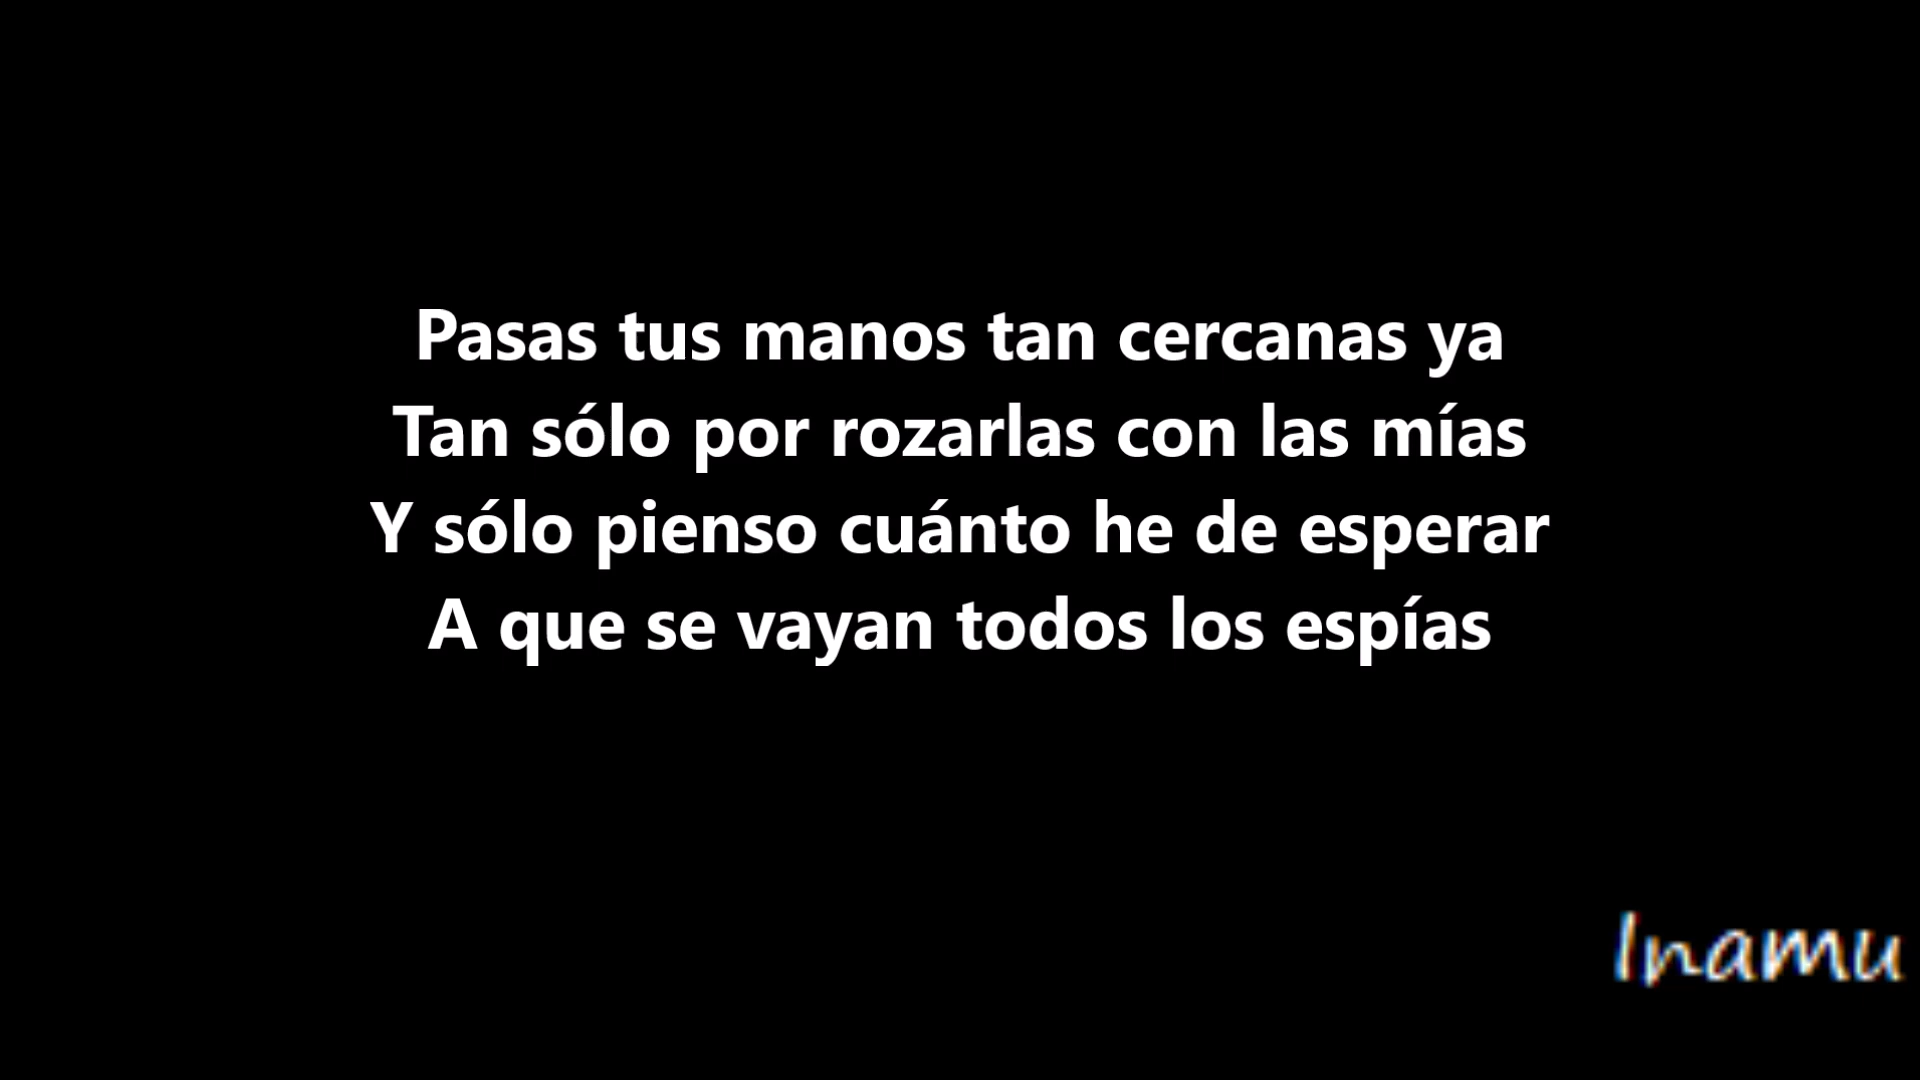 Pasas tus manos tan cercanas ya
Tan sólo por rozarlas con las mías
Y sólo pienso cuánto he de esperar
A que se vayan todos los espías
Inamu